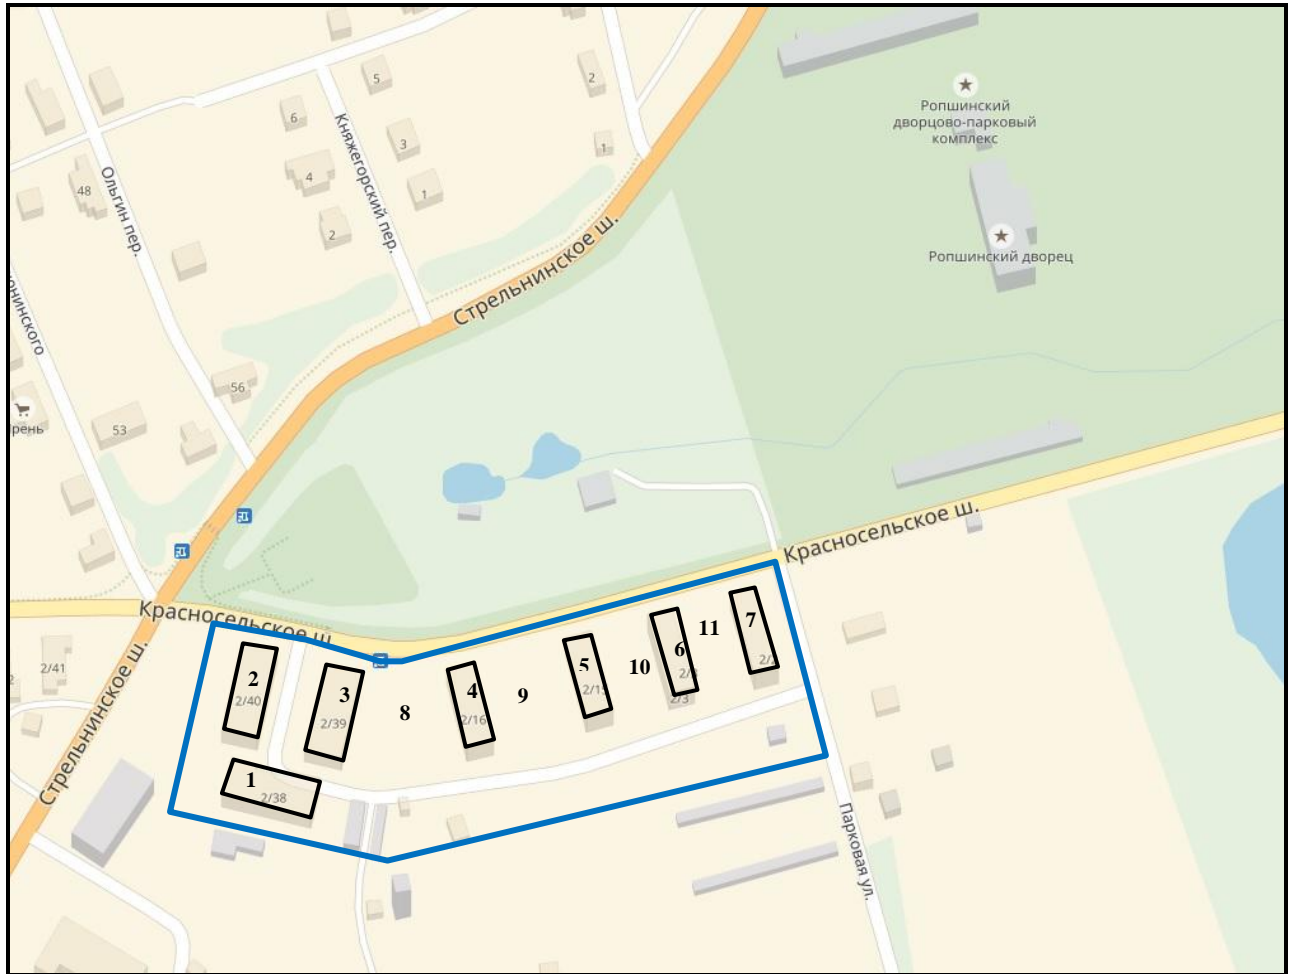 Ропшинский
дворцово-парковый
комплекс
Ропшинский дворец
5
2
6
3
1
4
1
2
48
Ольгин пер.
Княжегорский пер.
Стрельнинское ш.
56
53
Красносельское ш.
Красносельское ш.
Стрельнинское ш.
2/41
2
2/40
3
2/39
1
2/38
8
4
2/16
9
5
10
6
2/3
11
7
Парковая ул.